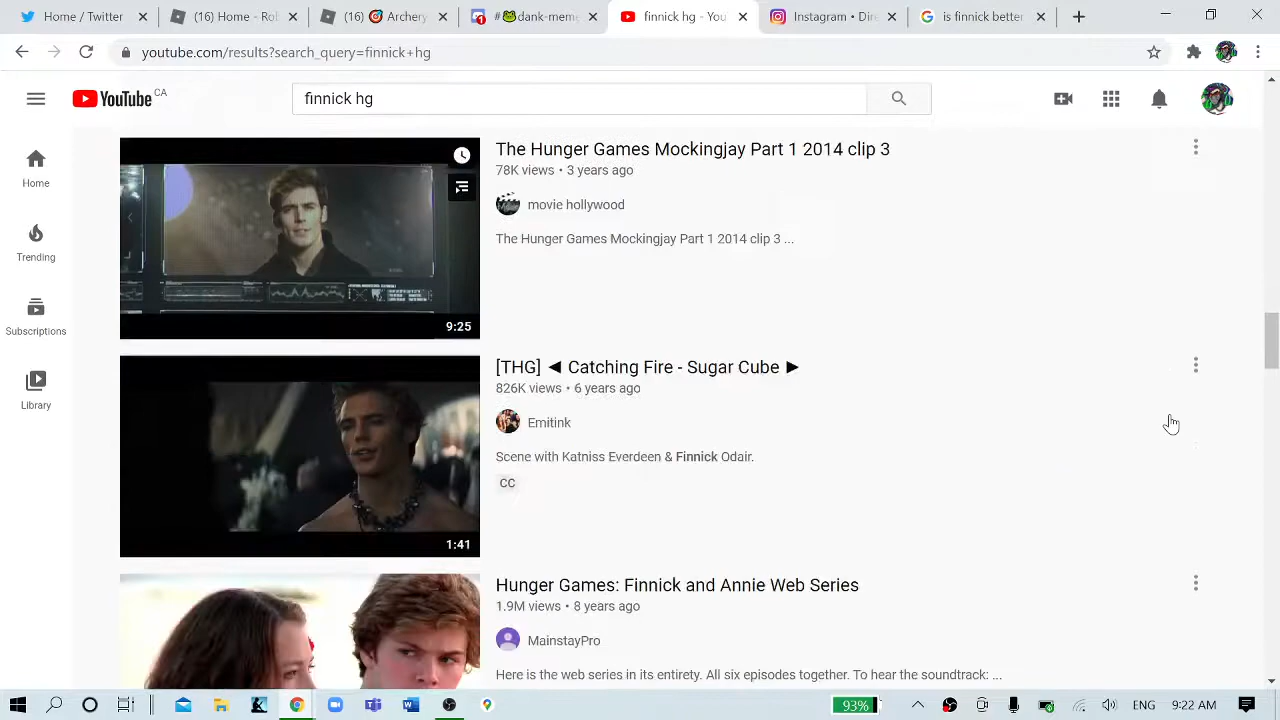 Twitter / Home
(1) Home - Rol
Archery
#🐸dank-mem
finnick hg - You
Instagram - Di
is finnick better
youtube.com/results?search_query=finnick+hg
YouTube CA
finnick hg
Home
Trending
Subscriptions
Library
The Hunger Games Mockingjay Part 1 2014 clip 3
78K views • 3 years ago
movie hollywood
The Hunger Games Mockingjay Part 1 2014 clip 3 ...
9:25
[THG] ◄ Catching Fire - Sugar Cube ►
826K views • 6 years ago
Emitink
Scene with Katniss Everdeen & Finnick Odair.
CC
1:41
Hunger Games: Finnick and Annie Web Series
1.9M views • 8 years ago
MainstayPro
Here is the web series in its entirety. All six episodes together. To hear the soundtrack: ...
93%
ENG
9:22 AM